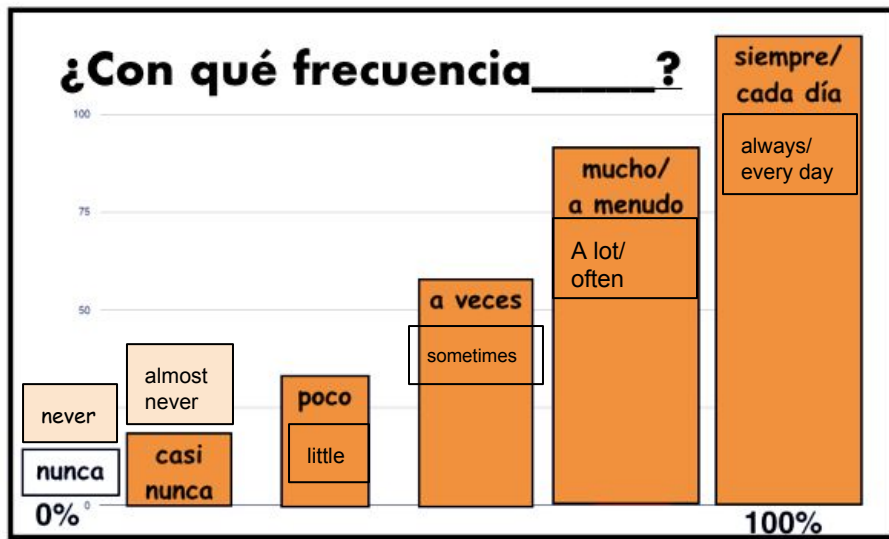 ¿Con qué frecuencia_____?
siempre/
cada día
100
always/
every day
mucho/
a menudo
75
A lot/
often
50
a veces
sometimes
almost
never
never
poco
little
casi
nunca
nunca
0
0%
100%